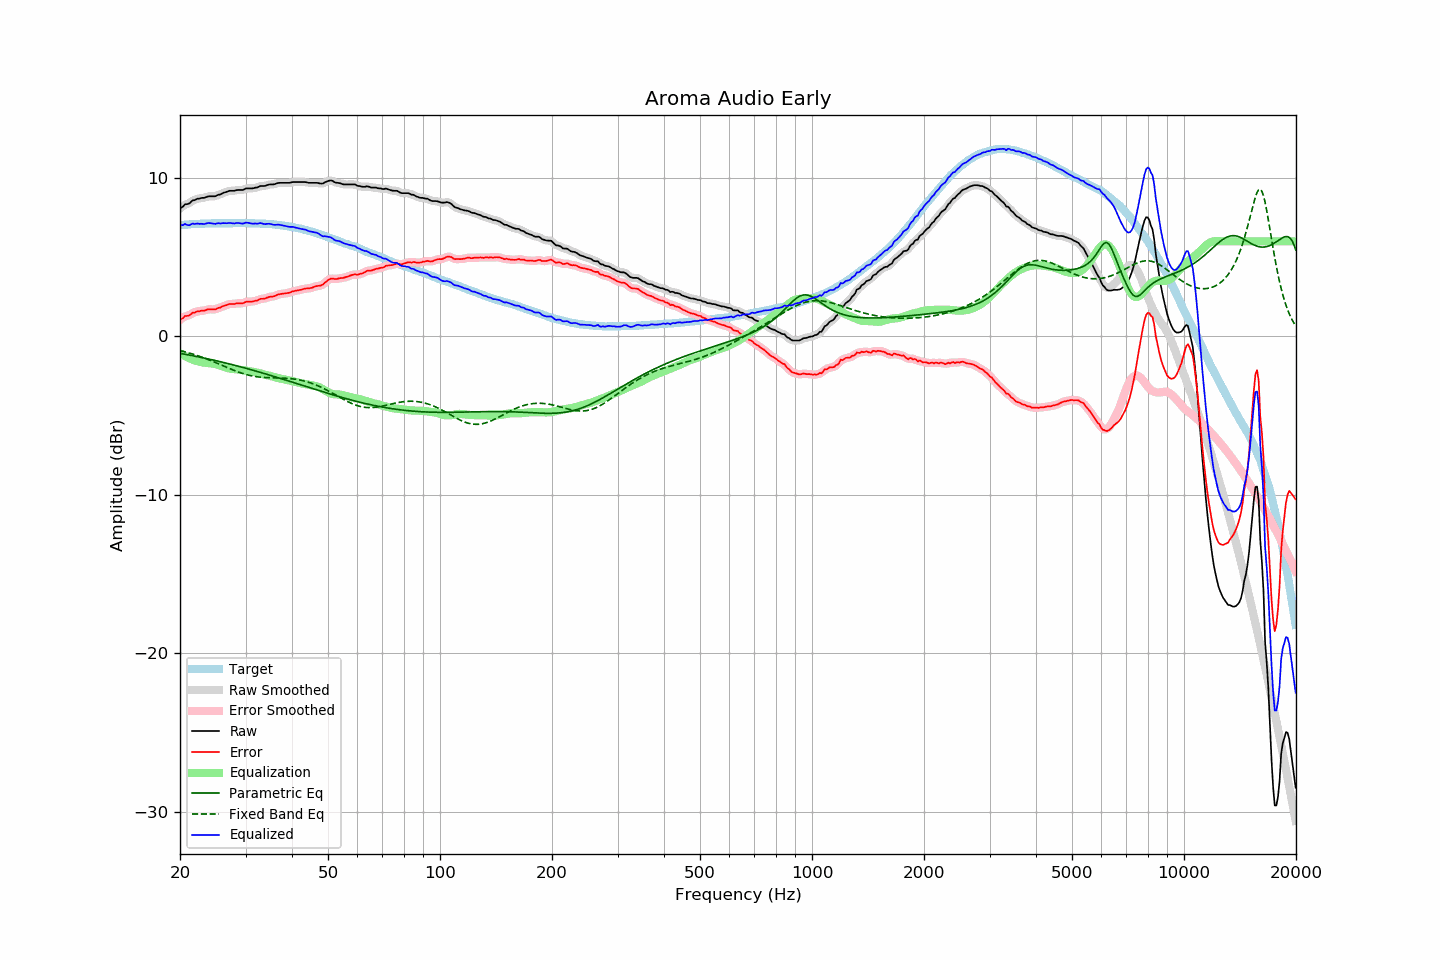 Aroma Audio Early
Amplitude (dBr)
10
0
−10
−20
−30
Target
Raw Smoothed
Error Smoothed
Raw
Error
Equalization
Parametric Eq
Fixed Band Eq
Equalized
20 50 100 200 500 1000 2000 5000 10000 20000
Frequency (Hz)